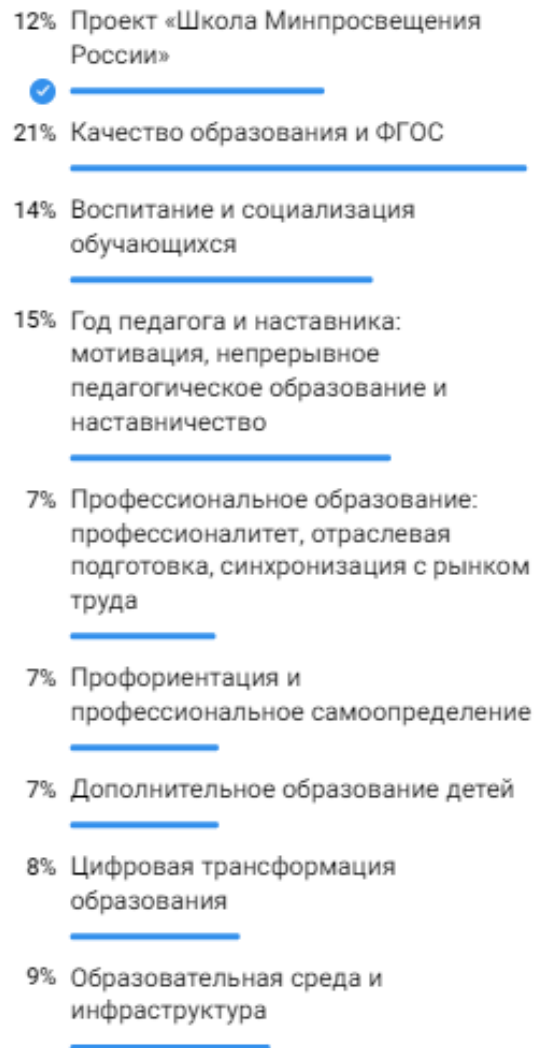 12% Проект «Школа Минпросвещения
России»
21% Качество образования и ФГОС
14% Воспитание и социализация
обучающихся
15% Год педагога и наставника:
мотивация, непрерывное
педагогическое образование и
наставничество
7% Профессиональное образование:
профессионалитет, отраслевая
подготовка, синхронизация с рынком
труда
7% Профориентация и
профессиональное самоопределение
7% Дополнительное образование детей
8% Цифровая трансформация
образования
9% Образовательная среда и
инфраструктура